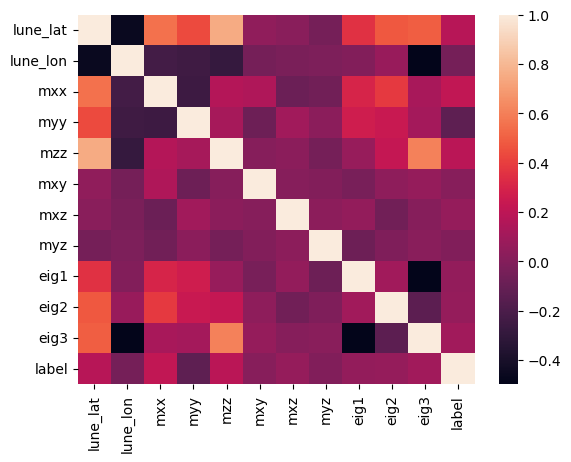 lune_lat
lune_lon
mxx
myy
mzz
mxy
mxz
myz
eig1
eig2
eig3
label
lune_lat
lune_lon
mxx
myy
mzz
mxy
mxz
myz
eig1
eig2
eig3
label
1.0
0.8
0.6
0.4
0.2
0.0
−0.2
−0.4